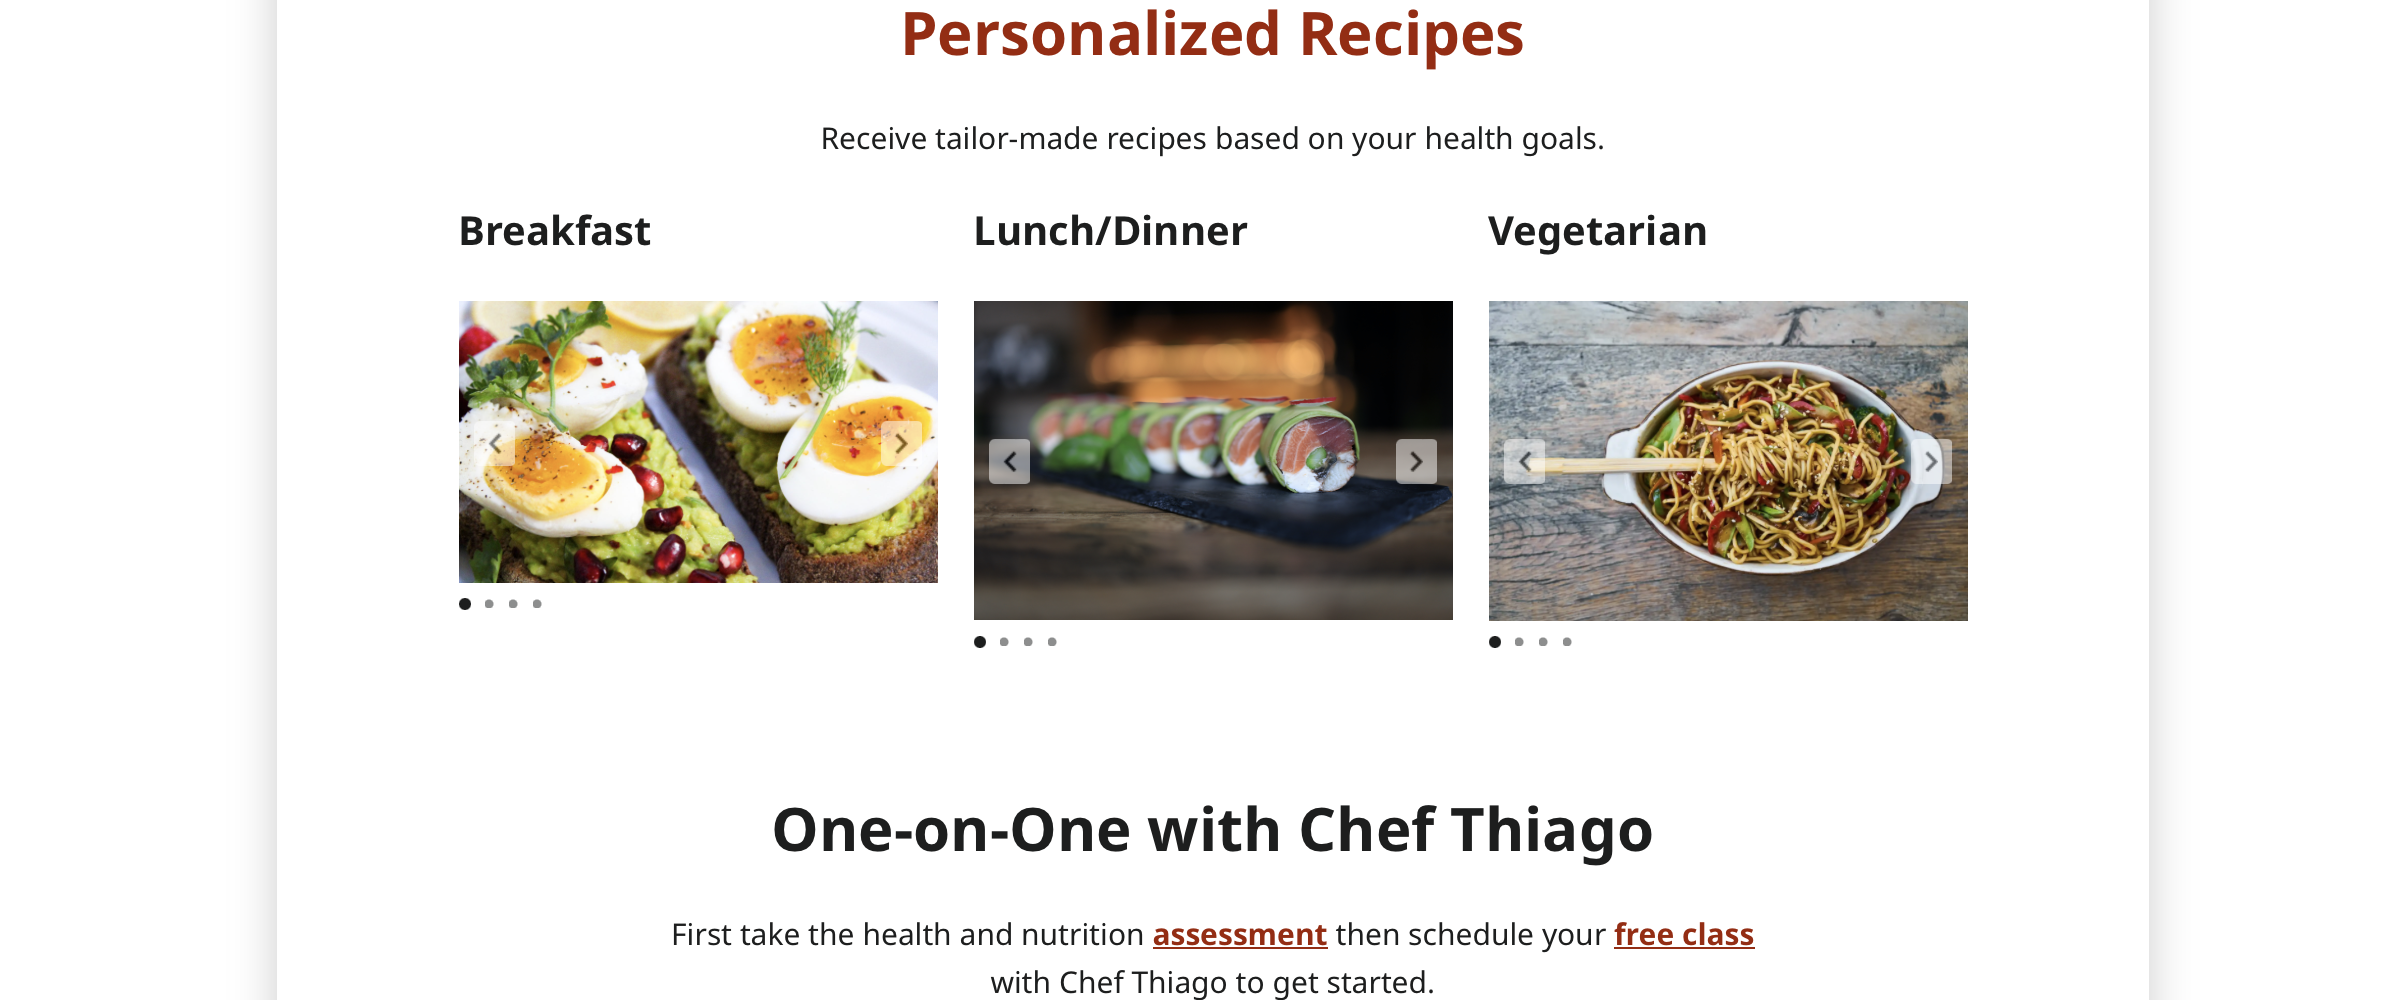 Personalized Recipes
Receive tailor-made recipes based on your health goals.
Breakfast
Lunch/Dinner
Vegetarian
One-on-One with Chef Thiago
First take the health and nutrition assessment then schedule your free class
with Chef Thiago to get started.